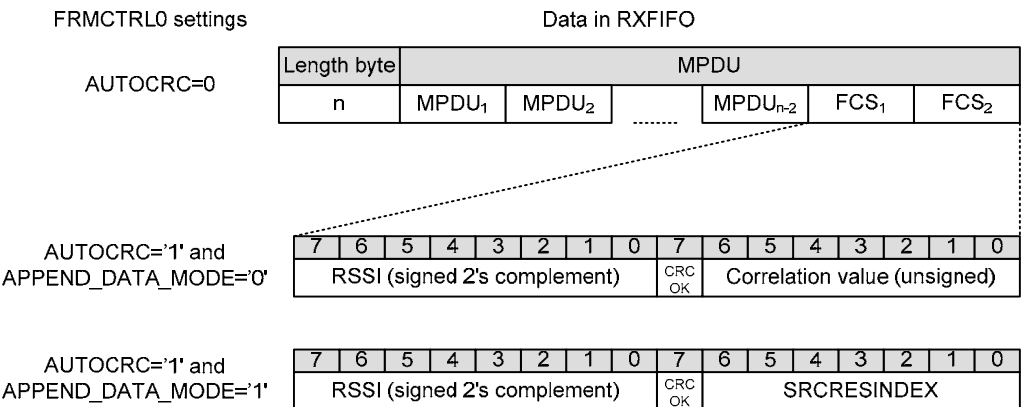 FRMCTRL0 settings
Data in RXFIFO
AUTOCRC=0
Length byte MPDU
n MPDU1 MPDU2 ........ MPDUn-2 FCS1 FCS2
AUTOCRC='1' and
APPEND_DATA_MODE='0'
7 6 5 4 3 2 1 0 7 6 5 4 3 2 1 0
RSSI (signed 2's complement) CRC OK Correlation value (unsigned)
AUTOCRC='1' and
APPEND_DATA_MODE='1'
7 6 5 4 3 2 1 0 7 6 5 4 3 2 1 0
RSSI (signed 2's complement) CRC OK SRCRESINDEX